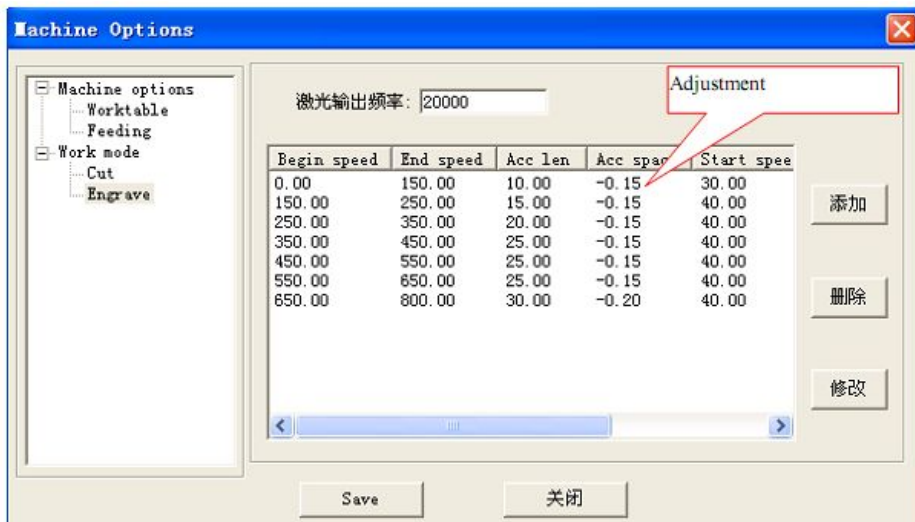 Machine Options
Machine options
Worktable
Feeding
Work mode
Cut
Engrave
激光输出频率: 20000
Adjustment
Begin speed End speed Acc len Acc spac Start spee
0.00 150.00 10.00 -0.15 30.00
150.00 250.00 15.00 -0.15 40.00
250.00 350.00 20.00 -0.15 40.00
350.00 450.00 25.00 -0.15 40.00
450.00 550.00 25.00 -0.15 40.00
550.00 650.00 25.00 -0.15 40.00
650.00 800.00 30.00 -0.20 40.00
添加
删除
修改
Save 关闭